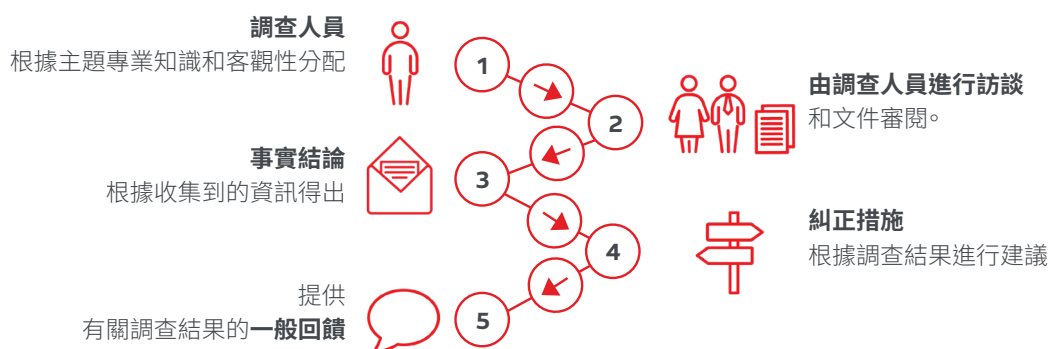 調查人員
根據主題專業知識和客觀性分配
1
2
由調查人員進行訪談
和文件審閱。
事實結論
根據收集到的資訊得出
3
4
糾正措施
根據調查結果進行建議
提供
有關調查結果的一般回饋
5